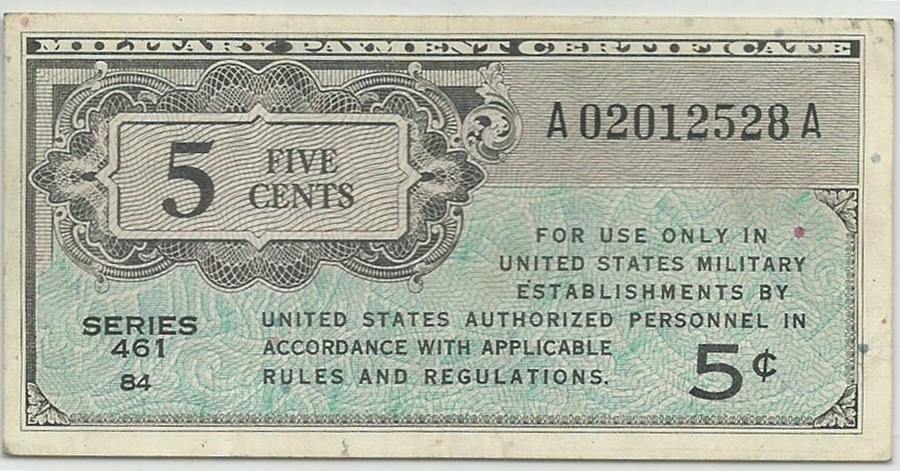 MILITARY PAYMENT CERTIFICATE
A02012528A
5 FIVE
CENTS
FOR USE ONLY IN
UNITED STATES MILITARY
ESTABLISHMENTS BY
UNITED STATES AUTHORIZED PERSONNEL IN
ACCORDANCE WITH APPLICABLE
RULES AND REGULATIONS.
SERIES
461
84
5¢